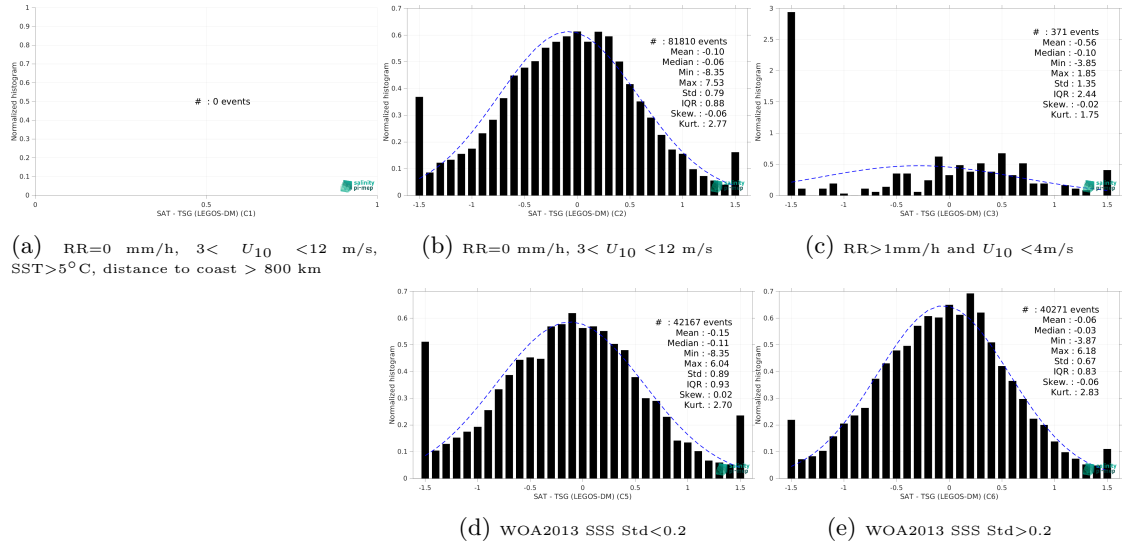 1
0.9
0.8
0.7
0.6
0.5
0.4
0.3
0.2
0.1
0
Normalized histogram
# : 0 events
0 0.5 1
SAT - TSG (LEGOS-DM) (C1)
salinity
pi-mep
0.7
0.6
0.5
0.4
0.3
0.2
0.1
0
Normalized histogram
# : 81810 events
Mean : -0.10
Median : -0.06
Min : -8.35
Max : 7.53
Std : 0.79
IQR : 0.88
Skew. : -0.06
Kurt. : 2.77
-1.5 -1 -0.5 0 0.5 1 1.5
SAT - TSG (LEGOS-DM) (C2)
salinity
pi-mep
3
2.5
2
1.5
1
0.5
0
Normalized histogram
# : 371 events
Mean : -0.56
Median : -0.10
Min : -3.85
Max : 1.85
Std : 1.35
IQR : 2.44
Skew. : -0.02
Kurt. : 1.75
-1.5 -1 -0.5 0 0.5 1 1.5
SAT - TSG (LEGOS-DM) (C3)
salinity
pi-mep
(a) RR=0 mm/h, 3< U10 <12 m/s,
SST>5°C, distance to coast > 800 km
(b) RR=0 mm/h, 3< U10 <12 m/s
(c) RR>1mm/h and U10 <4m/s
0.7
0.6
0.5
0.4
0.3
0.2
0.1
0
Normalized histogram
# : 42167 events
Mean : -0.15
Median : -0.11
Min : -8.35
Max : 6.04
Std : 0.89
IQR : 0.93
Skew. : 0.02
Kurt. : 2.70
-1.5 -1 -0.5 0 0.5 1 1.5
SAT - TSG (LEGOS-DM) (C5)
salinity
pi-mep
0.7
0.6
0.5
0.4
0.3
0.2
0.1
0
Normalized histogram
# : 40271 events
Mean : -0.06
Median : -0.03
Min : -3.87
Max : 6.18
Std : 0.67
IQR : 0.83
Skew. : -0.06
Kurt. : 2.83
-1.5 -1 -0.5 0 0.5 1 1.5
SAT - TSG (LEGOS-DM) (C6)
salinity
pi-mep
(d) WOA2013 SSS Std<0.2
(e) WOA2013 SSS Std>0.2